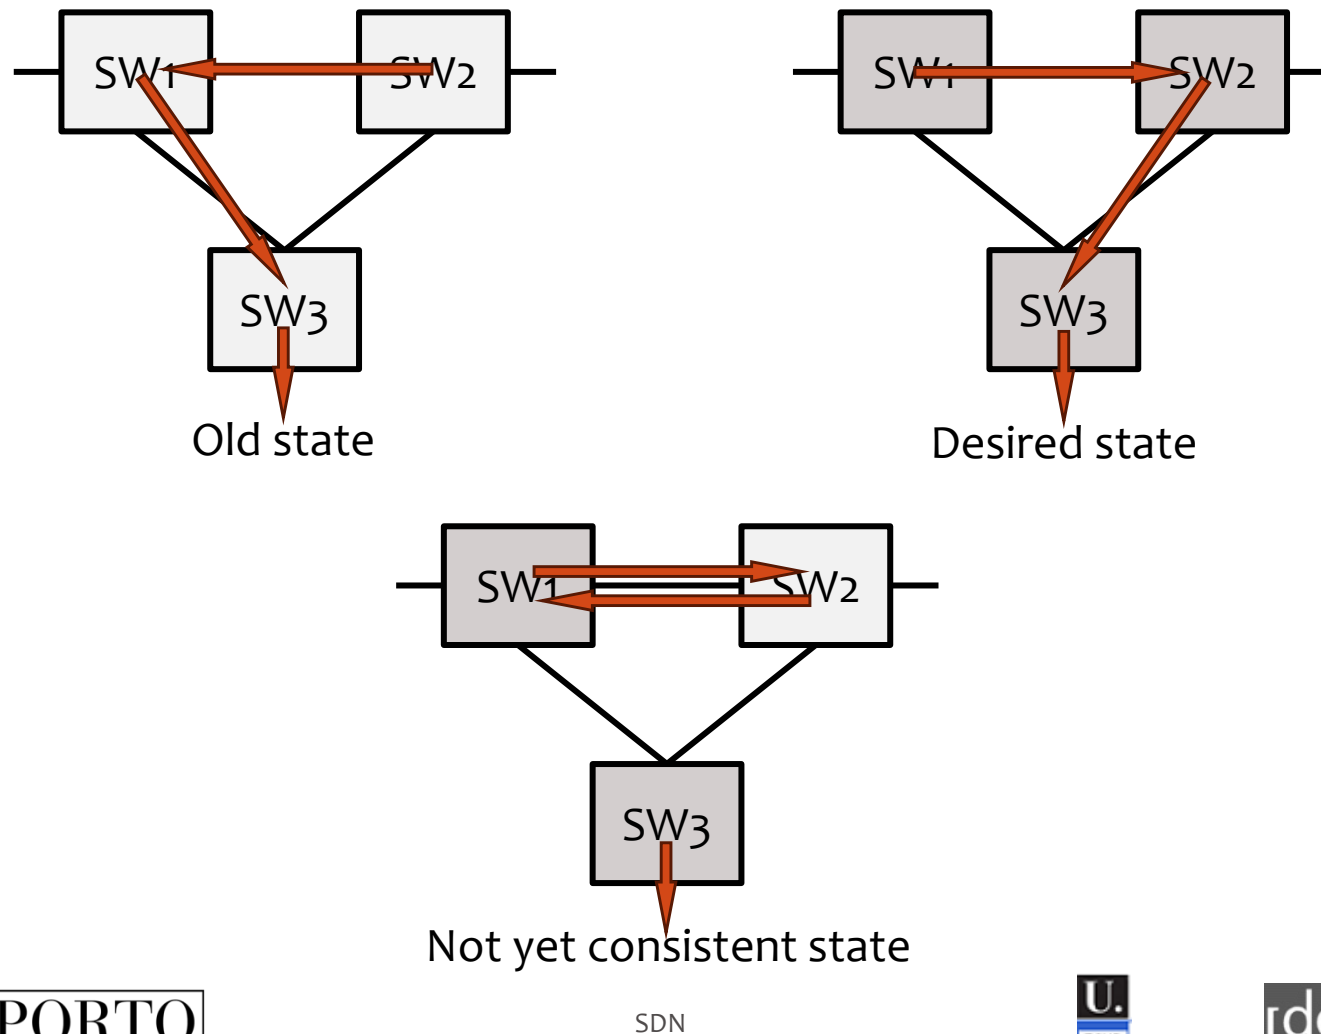 SW1
SW2
SW3
Old state
SW1
SW2
SW3
Desired state
SW1
SW2
SW3
Not yet consistent state
PORTO
SDN
U.